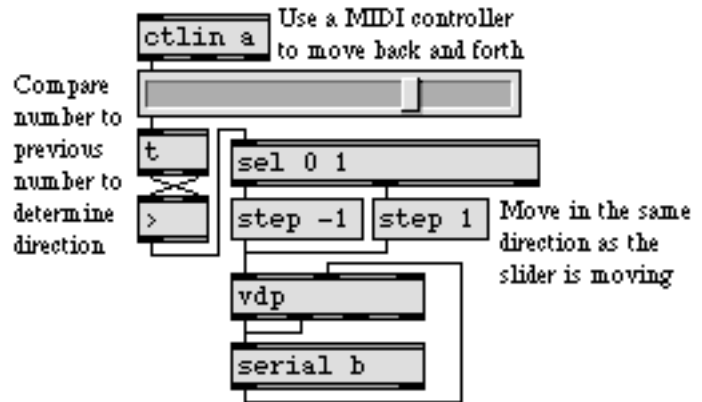 Use a MIDI controller
to move back and forth
ctlin a
Compare
number to
previous
number to
determine
direction
t
>
sel 0 1
step -1
step 1
Move in the same
direction as the
slider is moving
vdp
serial b